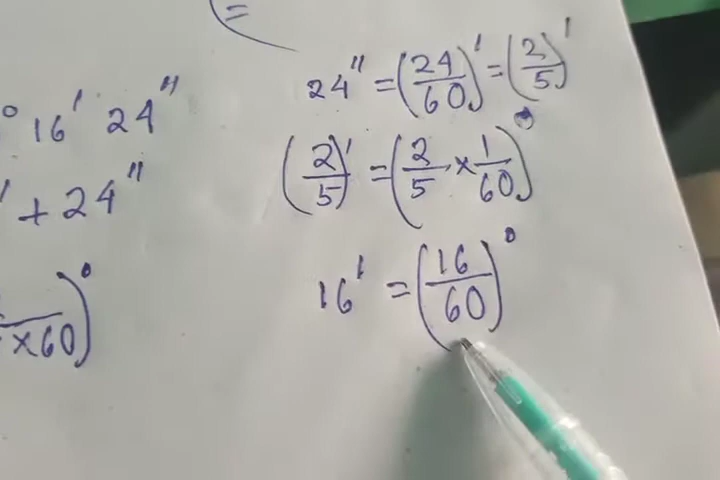 =
24" = (24/60)' = (2/5)'
° 16' 24"
(2/5)' = (2/5 × 1/60)°
' + 24"
16' = (16/60)°
× 60)°